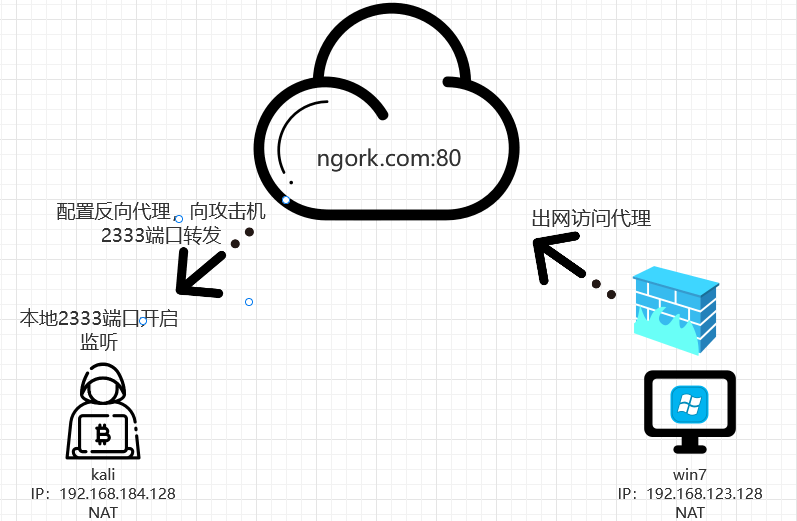 ngork.com:80
配置反向代理，向攻击机
2333端口转发
出网访问代理
本地2333端口开启
监听
kali
IP：192.168.184.128
NAT
win7
IP：192.168.123.128
NAT